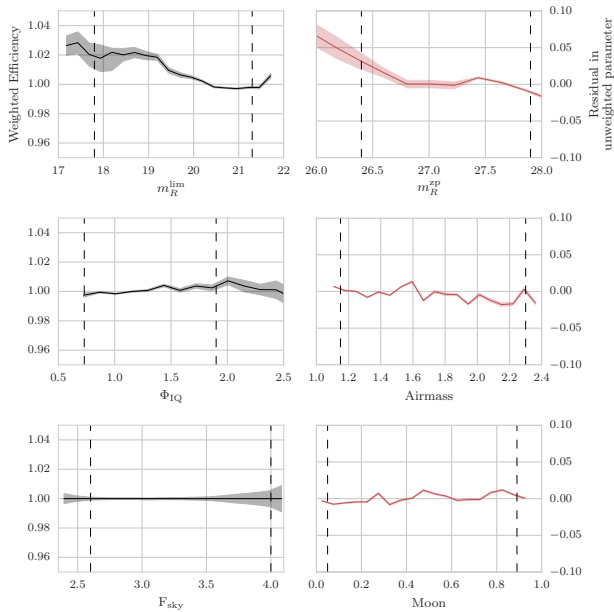 1.04
1.02
1.00
0.98
0.96
Weighted Efficiency
17 18 19 20 21 22
m_R^lim
0.10
0.05
0.00
−0.05
−0.10
Residual in
unweighted parameter
26.0 26.5 27.0 27.5 28.0
m_R^zp
1.04
1.02
1.00
0.98
0.96
0.5 1.0 1.5 2.0 2.5
Φ_IQ
0.10
0.05
0.00
−0.05
−0.10
1.0 1.2 1.4 1.6 1.8 2.0 2.2 2.4
Airmass
1.04
1.02
1.00
0.98
0.96
2.5 3.0 3.5 4.0
F_sky
0.10
0.05
0.00
−0.05
−0.10
0.0 0.2 0.4 0.6 0.8 1.0
Moon